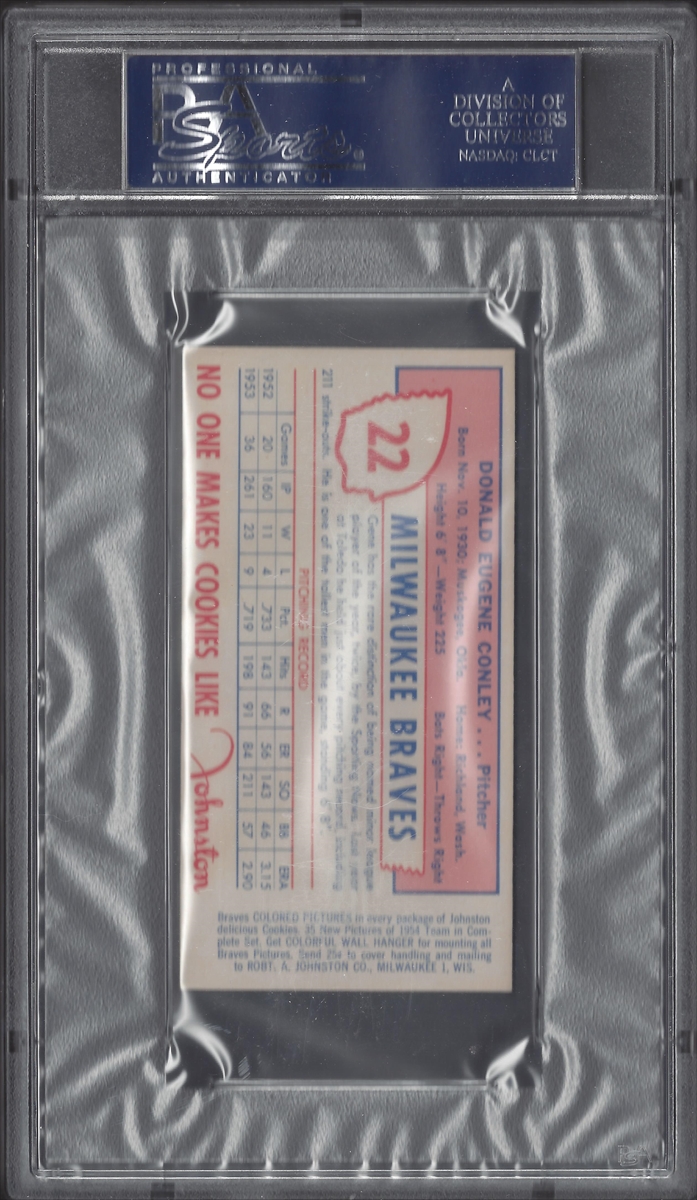 PROFESSIONAL
PSA
Sports
AUTHENTICATOR
A
DIVISION OF
COLLECTORS
UNIVERSE
NASDAQ: CLCT
DONALD EUGENE CONLEY ... Pitcher
Born Nov. 10, 1930; Muskogee, Okla. Home: Richland, Wash.
Height 6' 8"—Weight 225 Bats Right—Throws Right
22
MILWAUKEE BRAVES
Gene has the rare distinction of being named minor league
player of the year, twice, by the Sporting News. Last year
at Toledo he held just about every pitching record, including
211 strike-outs. He is one of the tallest men in the game, standing 6' 8".
PITCHING RECORD
Games IP W L Pct. Hits R ER SO BB ERA
1952 20 160 11 4 .733 143 66 56 143 46 3.15
1953 36 261 23 9 .719 198 91 84 211 57 2.90
NO ONE MAKES COOKIES LIKE Johnston
Braves COLORED PICTURES in every package of Johnston
delicious Cookies. 35 New Pictures of 1954 Team in Com-
plete Set. Get COLORFUL WALL HANGER for mounting all
Braves Pictures. Send 25¢ to cover handling and mailing
to ROBT. A. JOHNSTON CO., MILWAUKEE 1, WIS.